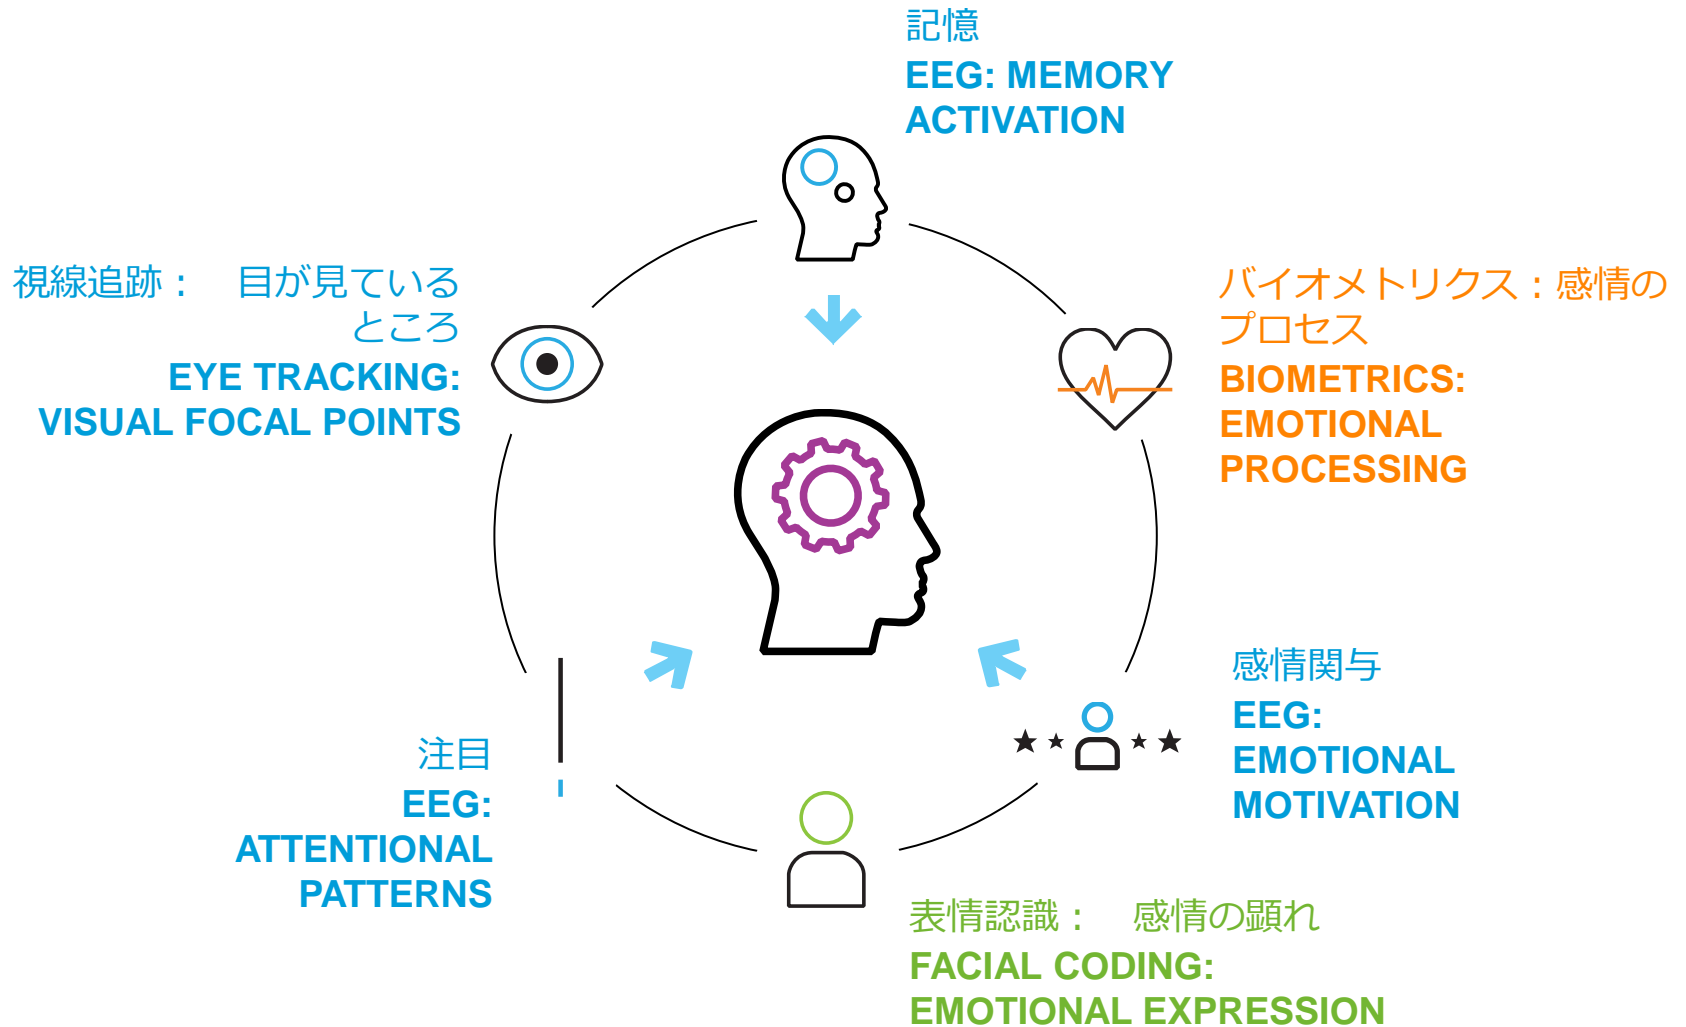 記憶
EEG: MEMORY
ACTIVATION
視線追跡：　目が見ている
ところ
EYE TRACKING:
VISUAL FOCAL POINTS
バイオメトリクス：感情の
プロセス
BIOMETRICS:
EMOTIONAL
PROCESSING
感情関与
EEG:
EMOTIONAL
MOTIVATION
注目
EEG:
ATTENTIONAL
PATTERNS
表情認識：　感情の顕れ
FACIAL CODING:
EMOTIONAL EXPRESSION